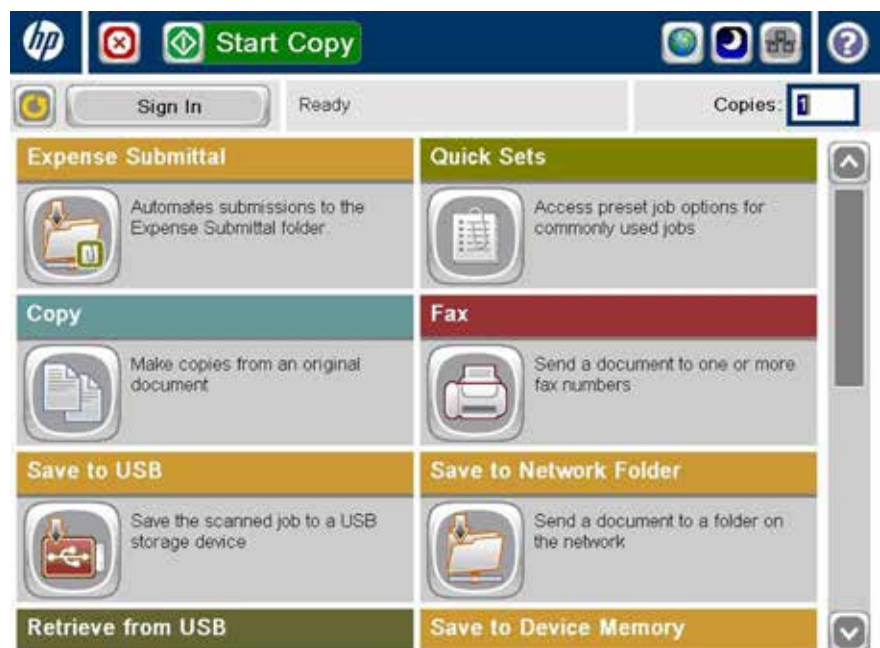 hp
Start Copy
Sign In
Ready
Copies: 1
Expense Submittal
Quick Sets
Automates submissions to the
Expense Submittal folder.
Access preset job options for
commonly used jobs
Copy
Fax
Make copies from an original
document
Send a document to one or more
fax numbers
Save to USB
Save to Network Folder
Save the scanned job to a USB
storage device
Send a document to a folder on
the network
Retrieve from USB
Save to Device Memory